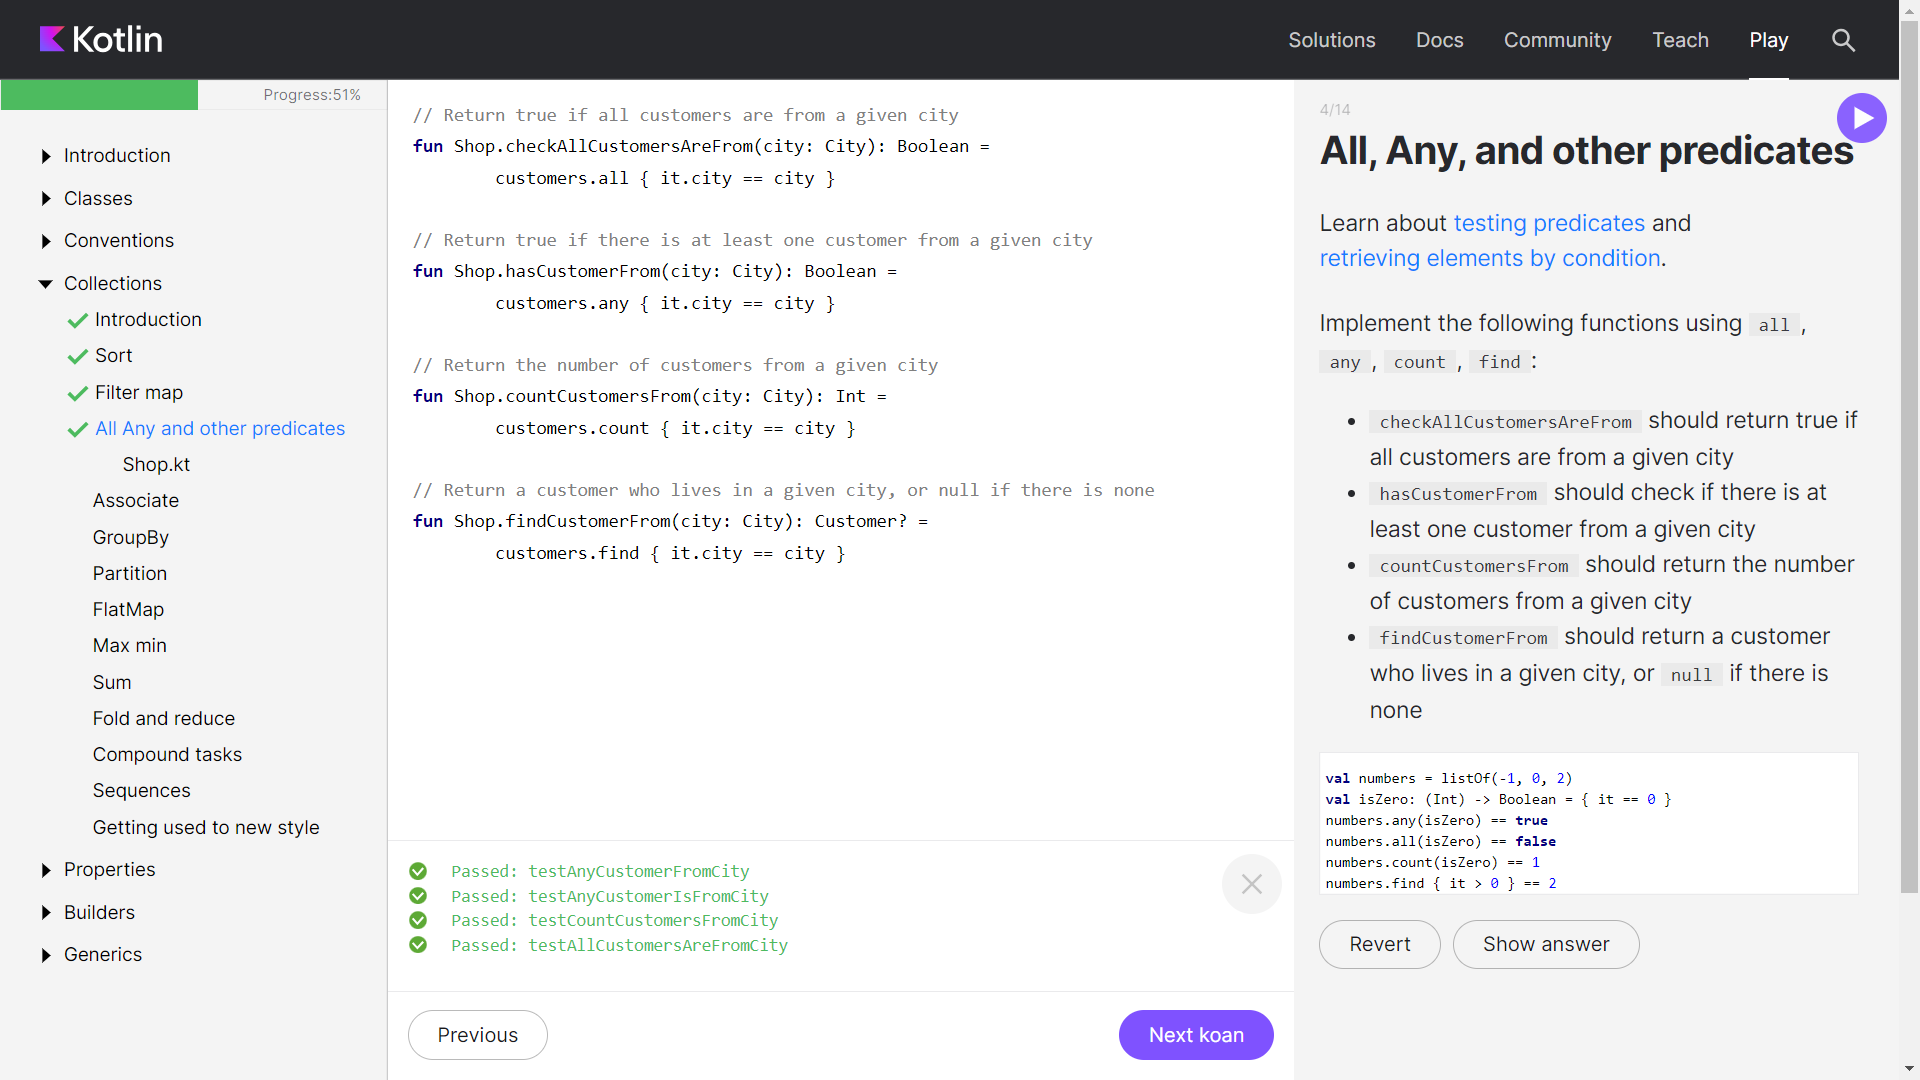 Kotlin
Solutions
Docs
Community
Teach
Play
Progress:51%
Introduction
Classes
Conventions
Collections
Introduction
Sort
Filter map
All Any and other predicates
Shop.kt
Associate
GroupBy
Partition
FlatMap
Max min
Sum
Fold and reduce
Compound tasks
Sequences
Getting used to new style
Properties
Builders
Generics
// Return true if all customers are from a given city
fun Shop.checkAllCustomersAreFrom(city: City): Boolean =
        customers.all { it.city == city }
// Return true if there is at least one customer from a given city
fun Shop.hasCustomerFrom(city: City): Boolean =
        customers.any { it.city == city }
// Return the number of customers from a given city
fun Shop.countCustomersFrom(city: City): Int =
        customers.count { it.city == city }
// Return a customer who lives in a given city, or null if there is none
fun Shop.findCustomerFrom(city: City): Customer? =
        customers.find { it.city == city }
Passed: testAnyCustomerFromCity
Passed: testAnyCustomerIsFromCity
Passed: testCountCustomersFromCity
Passed: testAllCustomersAreFromCity
Previous
Next koan
4/14
All, Any, and other predicates
Learn about testing predicates and
retrieving elements by condition.
Implement the following functions using all ,
any , count , find :
• checkAllCustomersAreFrom should return true if
all customers are from a given city
• hasCustomerFrom should check if there is at
least one customer from a given city
• countCustomersFrom should return the number
of customers from a given city
• findCustomerFrom should return a customer
who lives in a given city, or null if there is
none
val numbers = listOf(-1, 0, 2)
val isZero: (Int) -> Boolean = { it == 0 }
numbers.any(isZero) == true
numbers.all(isZero) == false
numbers.count(isZero) == 1
numbers.find { it > 0 } == 2
Revert
Show answer